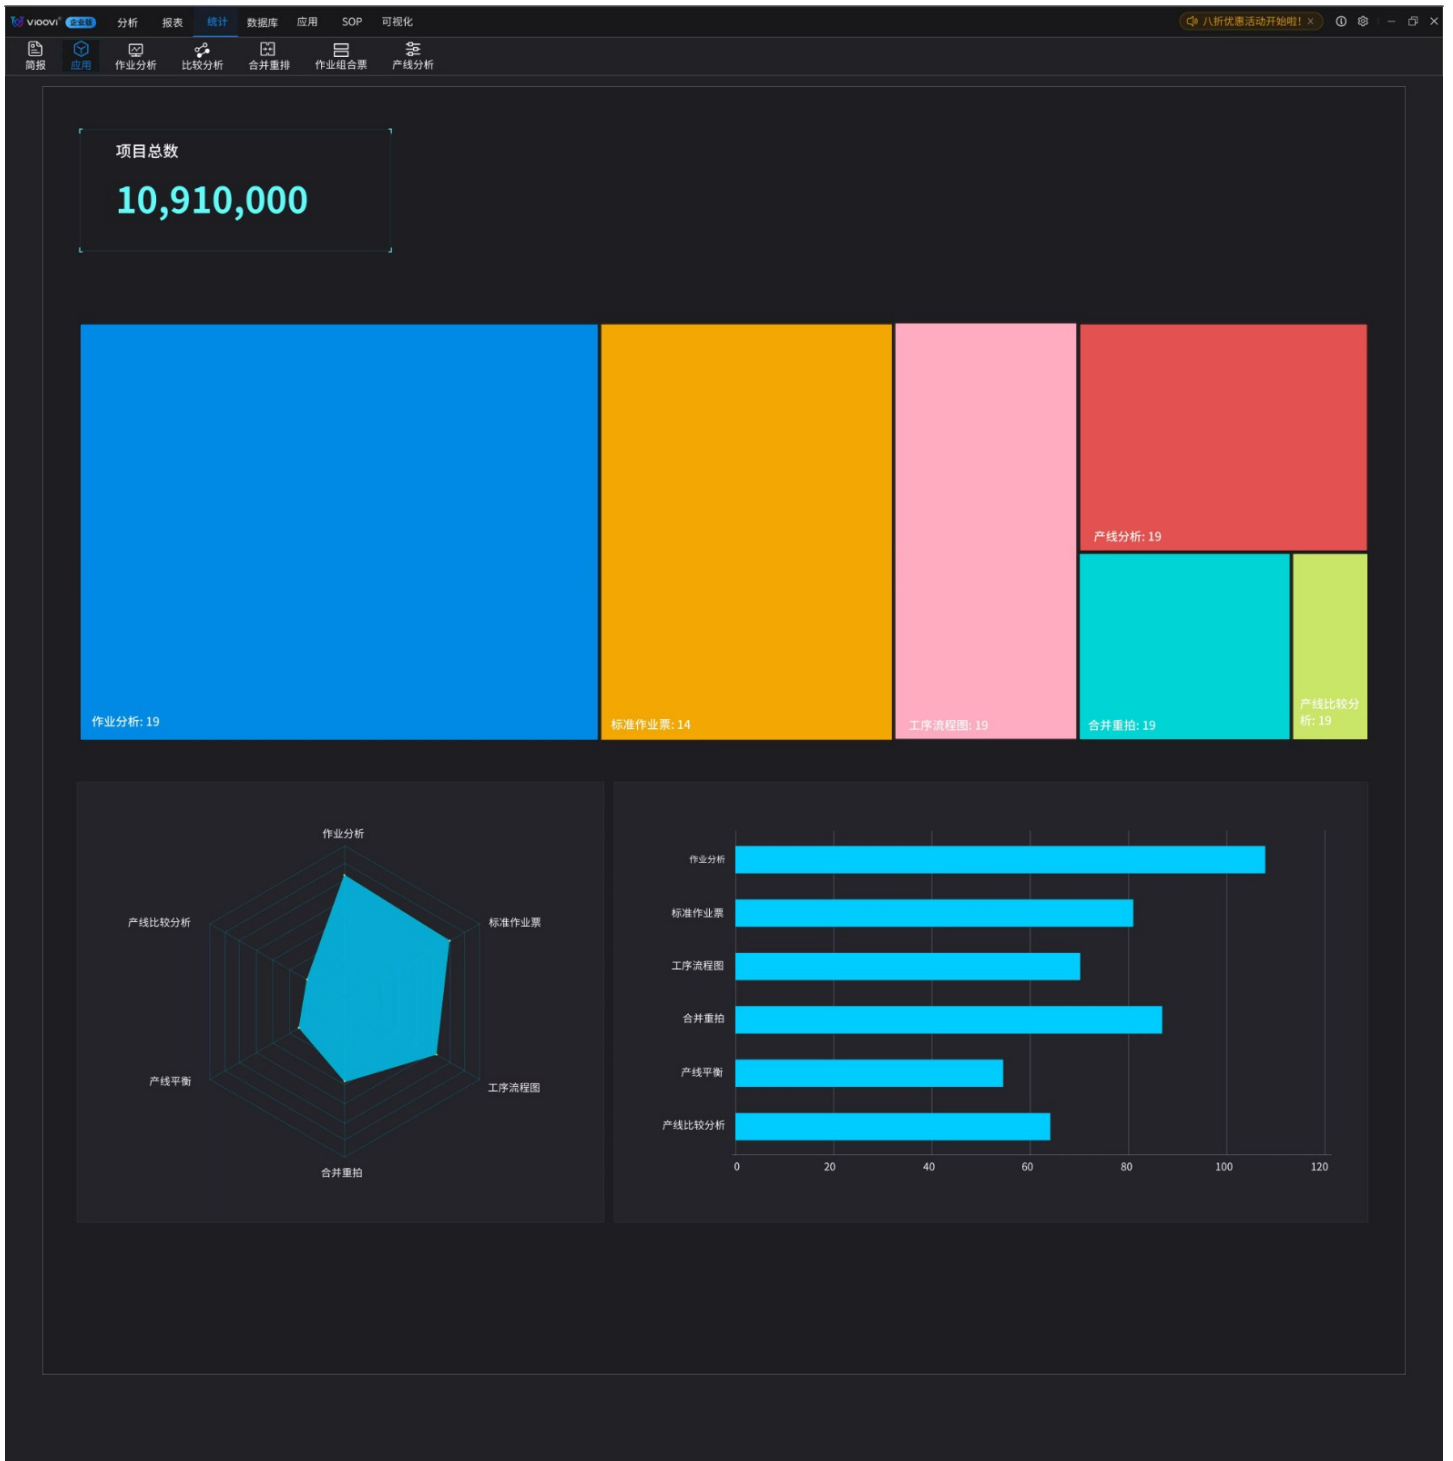 vioovi® 企业版 分析 报表 统计 数据库 应用 SOP 可视化 八折优惠活动开始啦! ×
简报 应用 作业分析 比较分析 合并重排 作业组合票 产线分析
项目总数
10,910,000
作业分析: 19
标准作业票: 14
工序流程图: 19
产线分析: 19
合并重拍: 19
产线比较分
析: 19
作业分析
标准作业票
工序流程图
合并重拍
产线平衡
产线比较分析
作业分析
标准作业票
工序流程图
合并重拍
产线平衡
产线比较分析
0 20 40 60 80 100 120